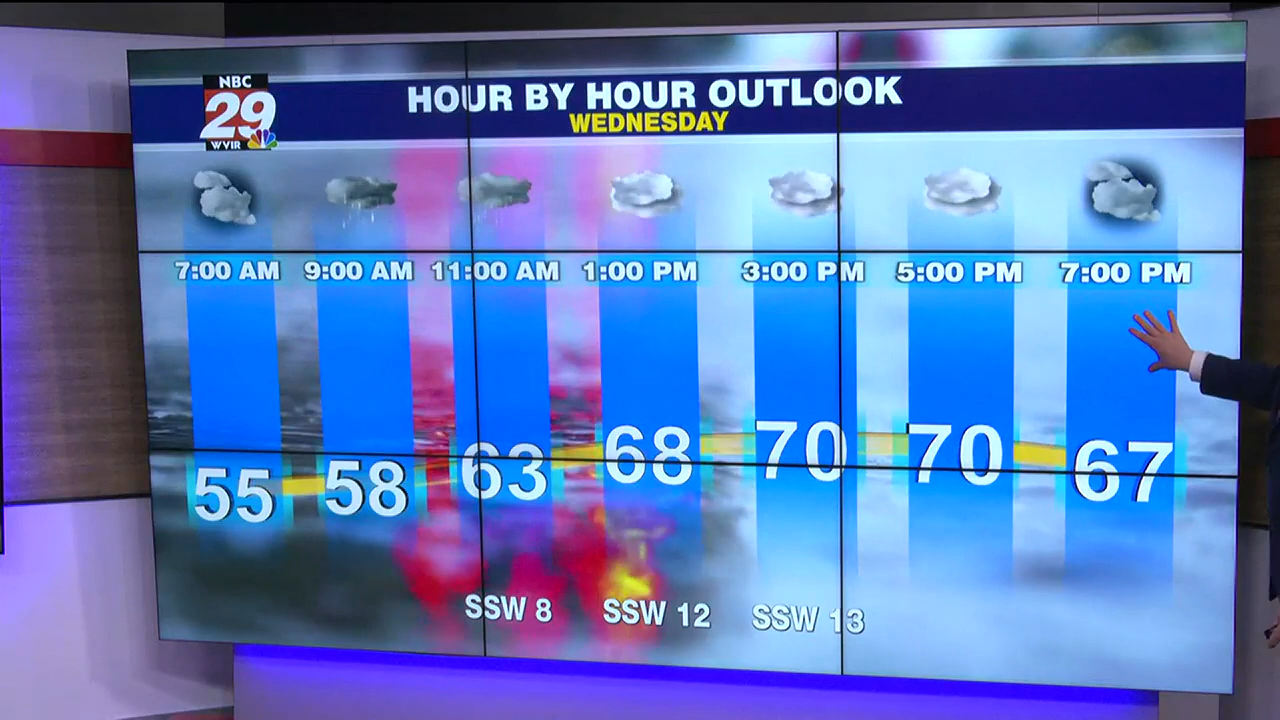 NBC
29
WVIR
HOUR BY HOUR OUTLOOK
WEDNESDAY
7:00 AM 9:00 AM 11:00 AM 1:00 PM 3:00 PM 5:00 PM 7:00 PM
55 58 63 68 70 70 67
SSW 8 SSW 12 SSW 13